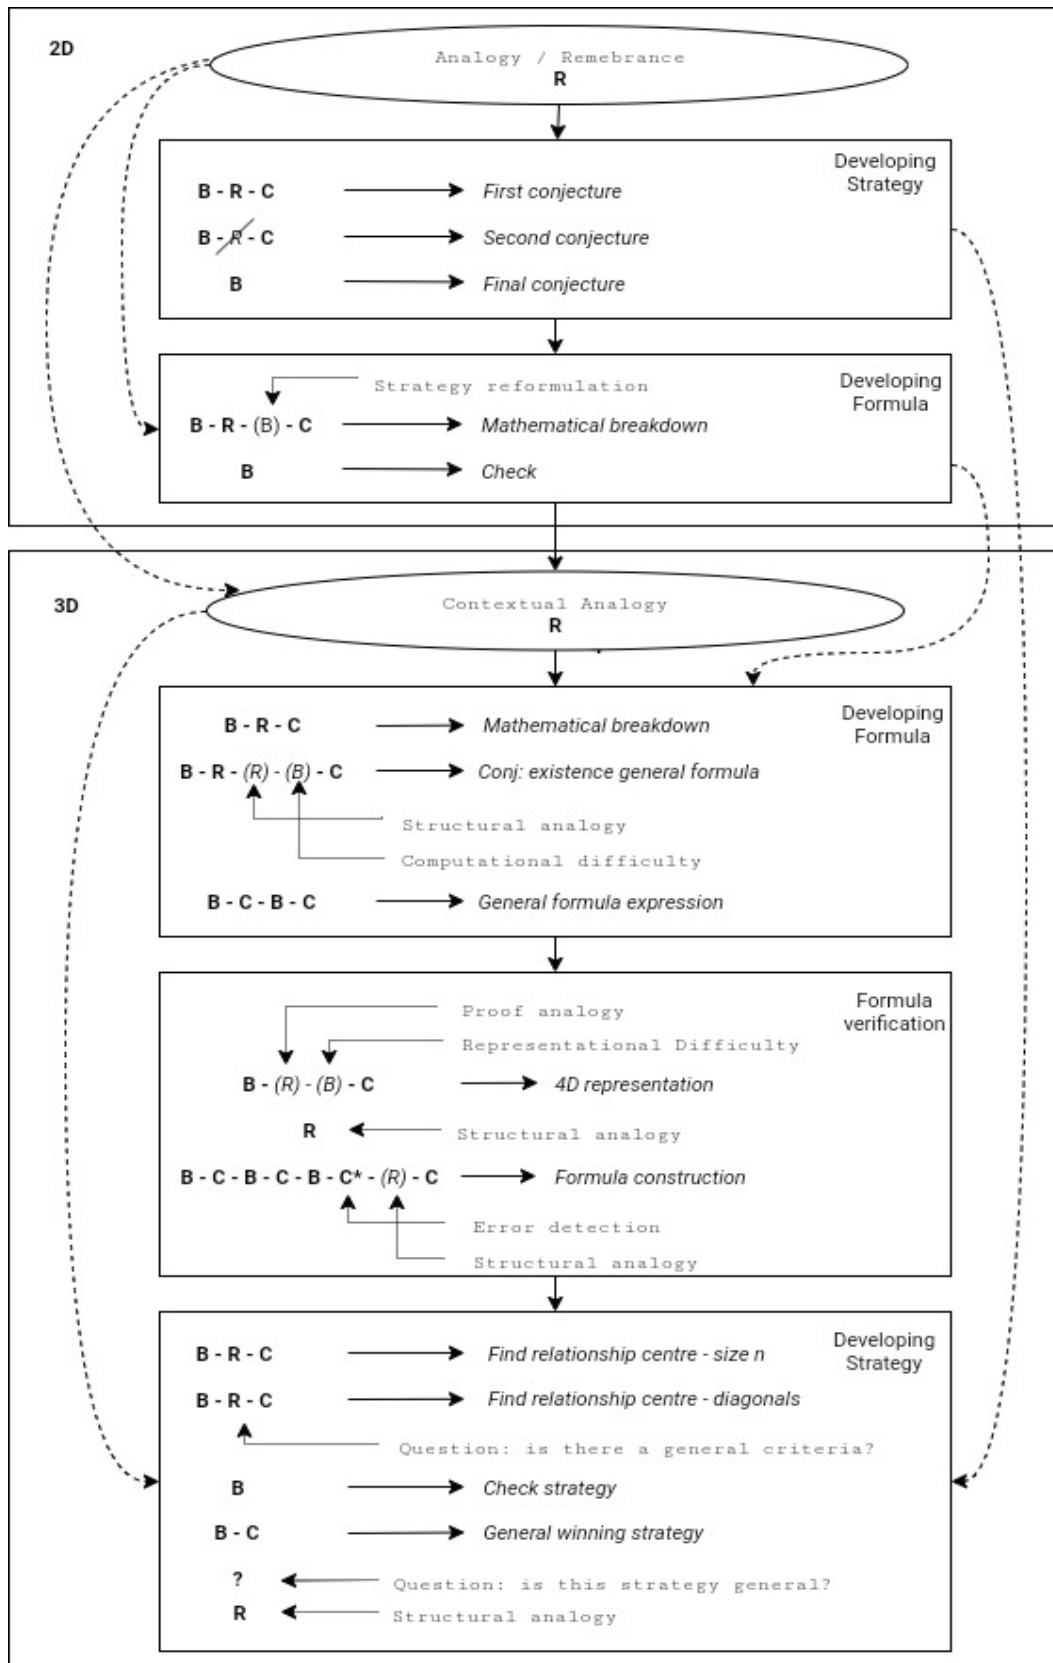 2D
Analogy / Remebrance
R
Developing
Strategy
B - R - C First conjecture
B - R - C Second conjecture
B Final conjecture
Developing
Formula
Strategy reformulation
B - R - (B) - C Mathematical breakdown
B Check
3D
Contextual Analogy
R
Developing
Formula
B - R - C Mathematical breakdown
B - R - (R) - (B) - C Conj: existence general formula
Structural analogy
Computational difficulty
B - C - B - C General formula expression
Formula
verification
Proof analogy
Representational Difficulty
B - (R) - (B) - C 4D representation
R Structural analogy
B - C - B - C - B - C* - (R) - C Formula construction
Error detection
Structural analogy
Developing
Strategy
B - R - C Find relationship centre - size n
B - R - C Find relationship centre - diagonals
Question: is there a general criteria?
B Check strategy
B - C General winning strategy
? Question: is this strategy general?
R Structural analogy